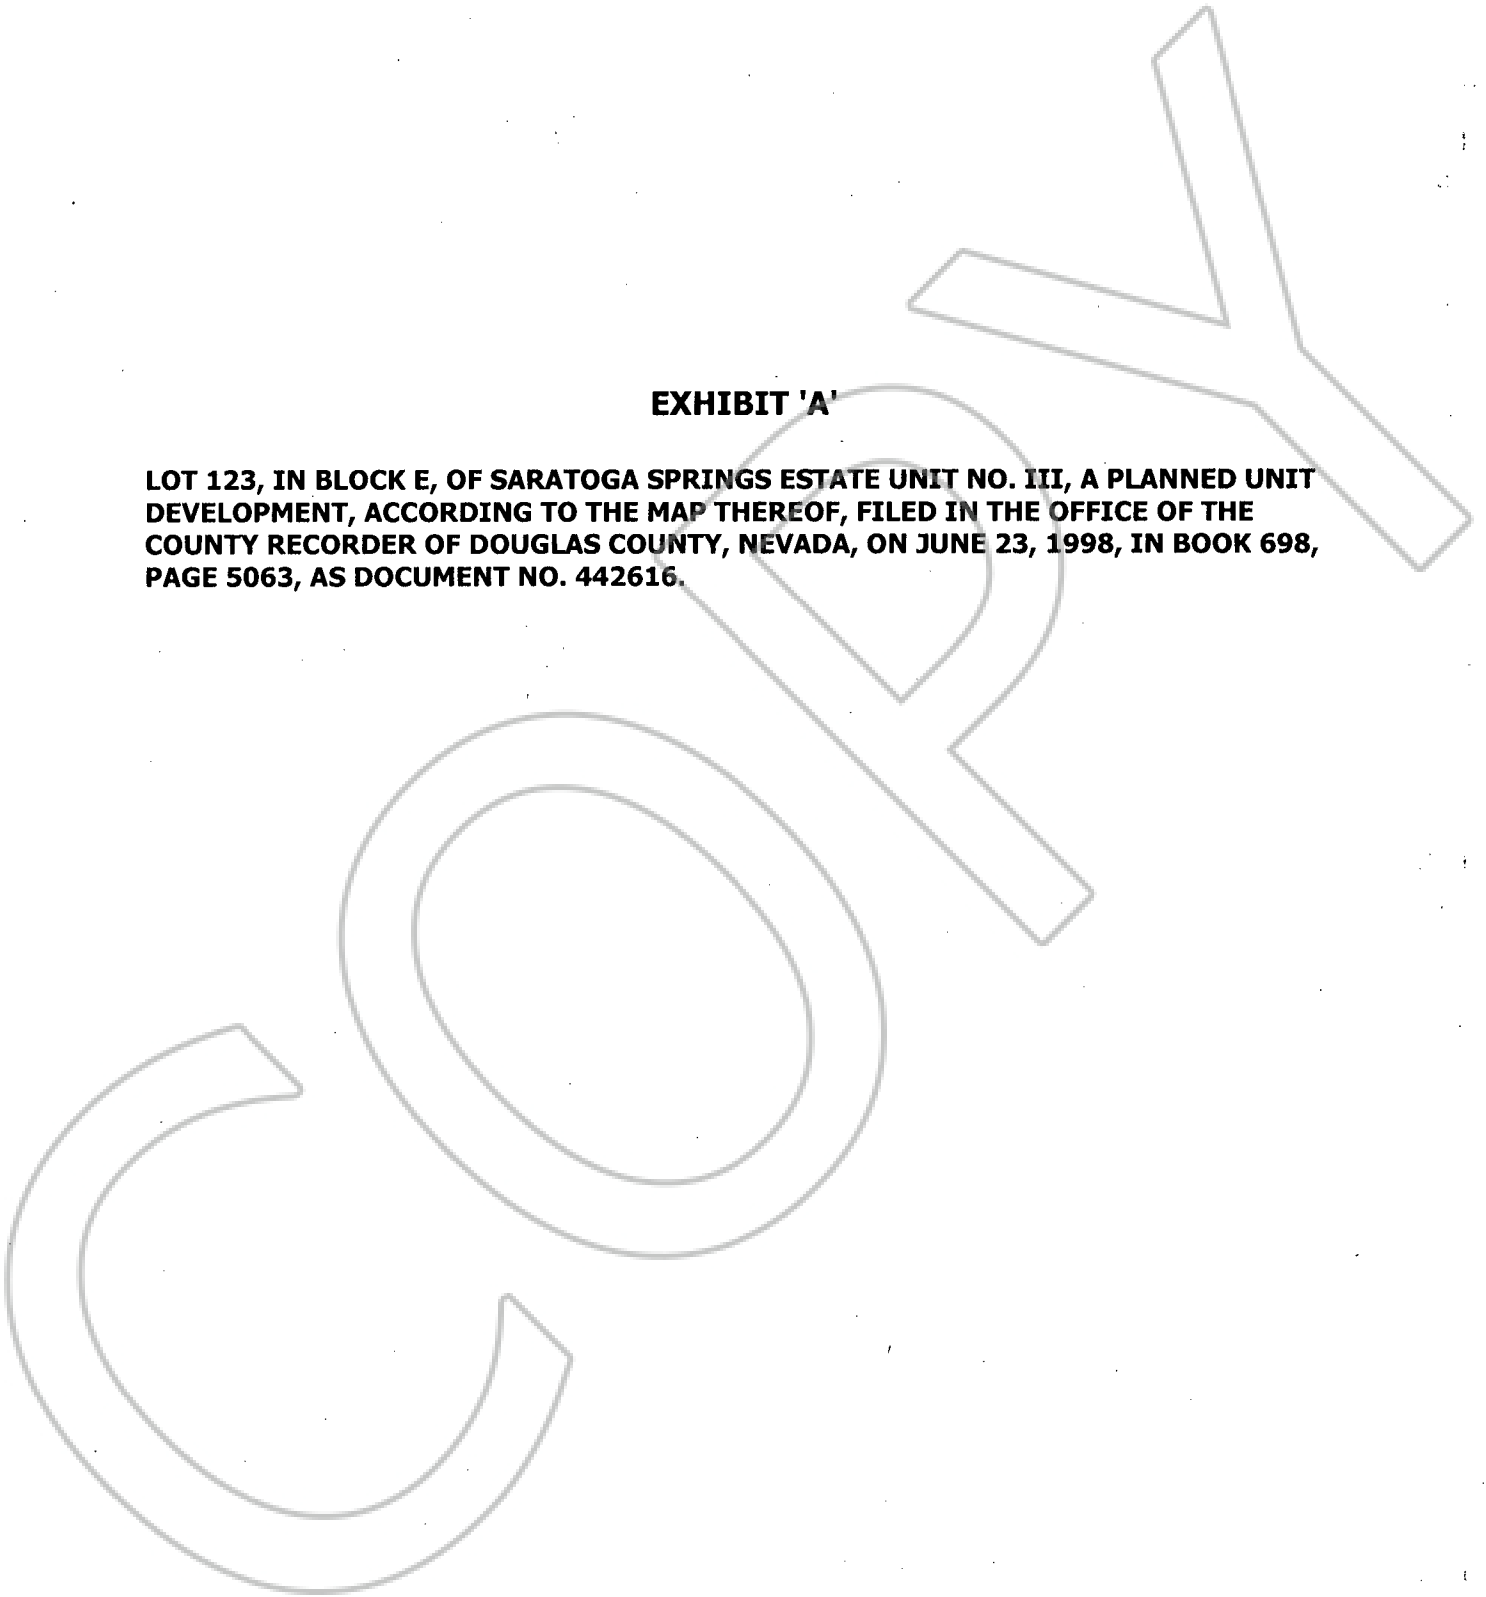 EXHIBIT 'A'
LOT 123, IN BLOCK E, OF SARATOGA SPRINGS ESTATE UNIT NO. III, A PLANNED UNIT
DEVELOPMENT, ACCORDING TO THE MAP THEREOF, FILED IN THE OFFICE OF THE
COUNTY RECORDER OF DOUGLAS COUNTY, NEVADA, ON JUNE 23, 1998, IN BOOK 698,
PAGE 5063, AS DOCUMENT NO. 442616.
COPY